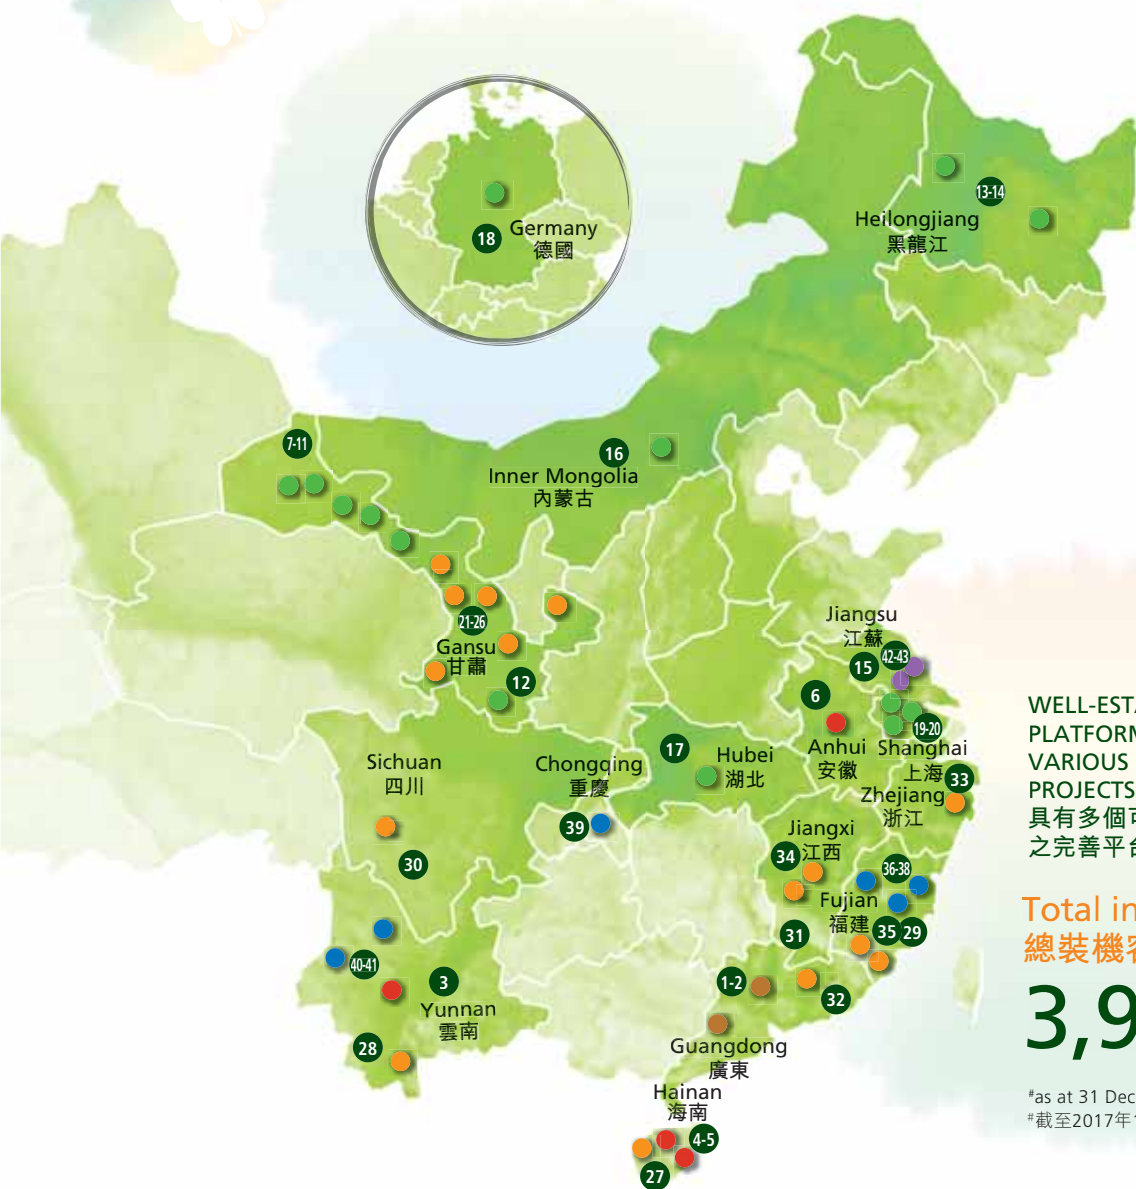 18
Germany
德國
13-14
Heilongjiang
黑龍江
7-11
16
Inner Mongolia
內蒙古
21-26
Gansu
甘肅
12
Jiangsu
江蘇
42-43
15
6
19-20
Anhui
安徽
Shanghai
上海
33
Zhejiang
浙江
17
Hubei
湖北
Sichuan
四川
30
Chongqing
重慶
39
Jiangxi
江西
34
36-38
Fujian
福建
35
29
31
1-2
32
Guangdong
廣東
40-41
3
Yunnan
雲南
28
Hainan
海南
4-5
27
WELL-ESTA
PLATFORM
VARIOUS
PROJECTS
具有多個可
之完善平台
Total in
總裝機容
3,9
#as at 31 Dec
#截至2017年1